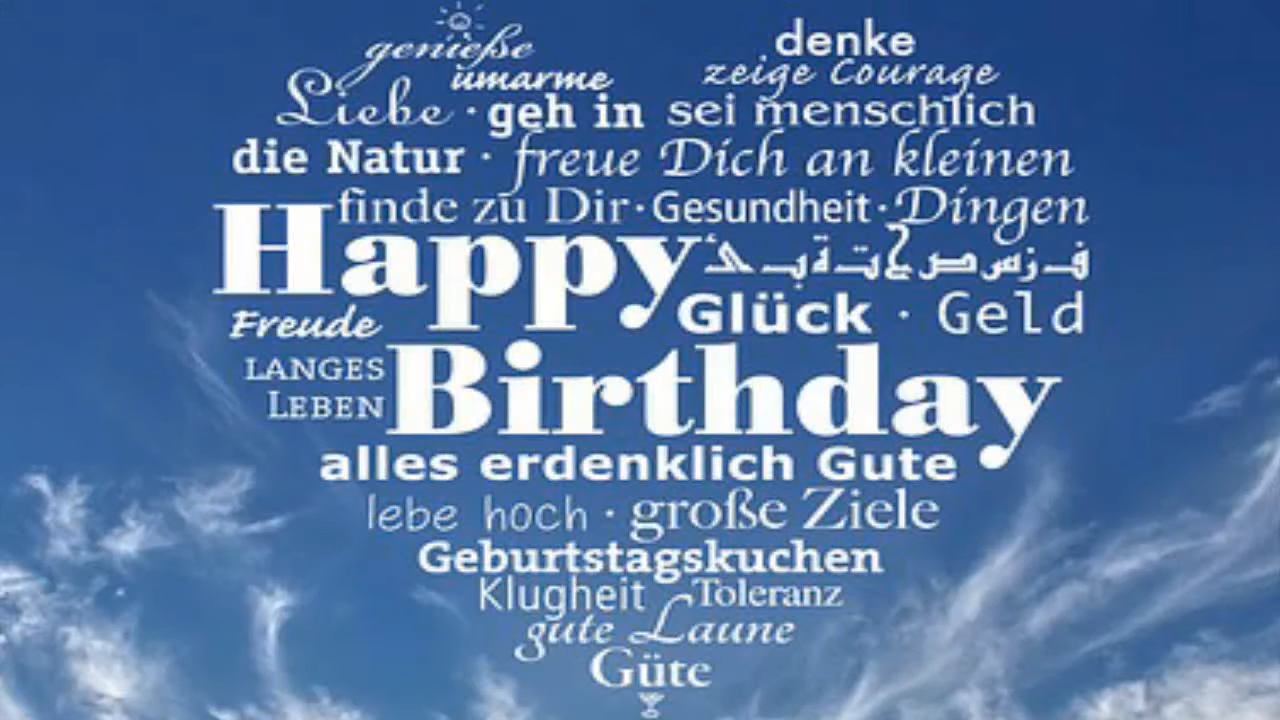 genieße
denke
umarme
zeige Courage
Liebe · geh in sei menschlich
die Natur · freue Dich an kleinen
finde zu Dir · Gesundheit · Dingen
Happy
Freude
Glück · Geld
LANGES
LEBEN
Birthday
alles erdenklich Gute
lebe hoch · große Ziele
Geburtstagskuchen
Klugheit Toleranz
gute Laune
Güte